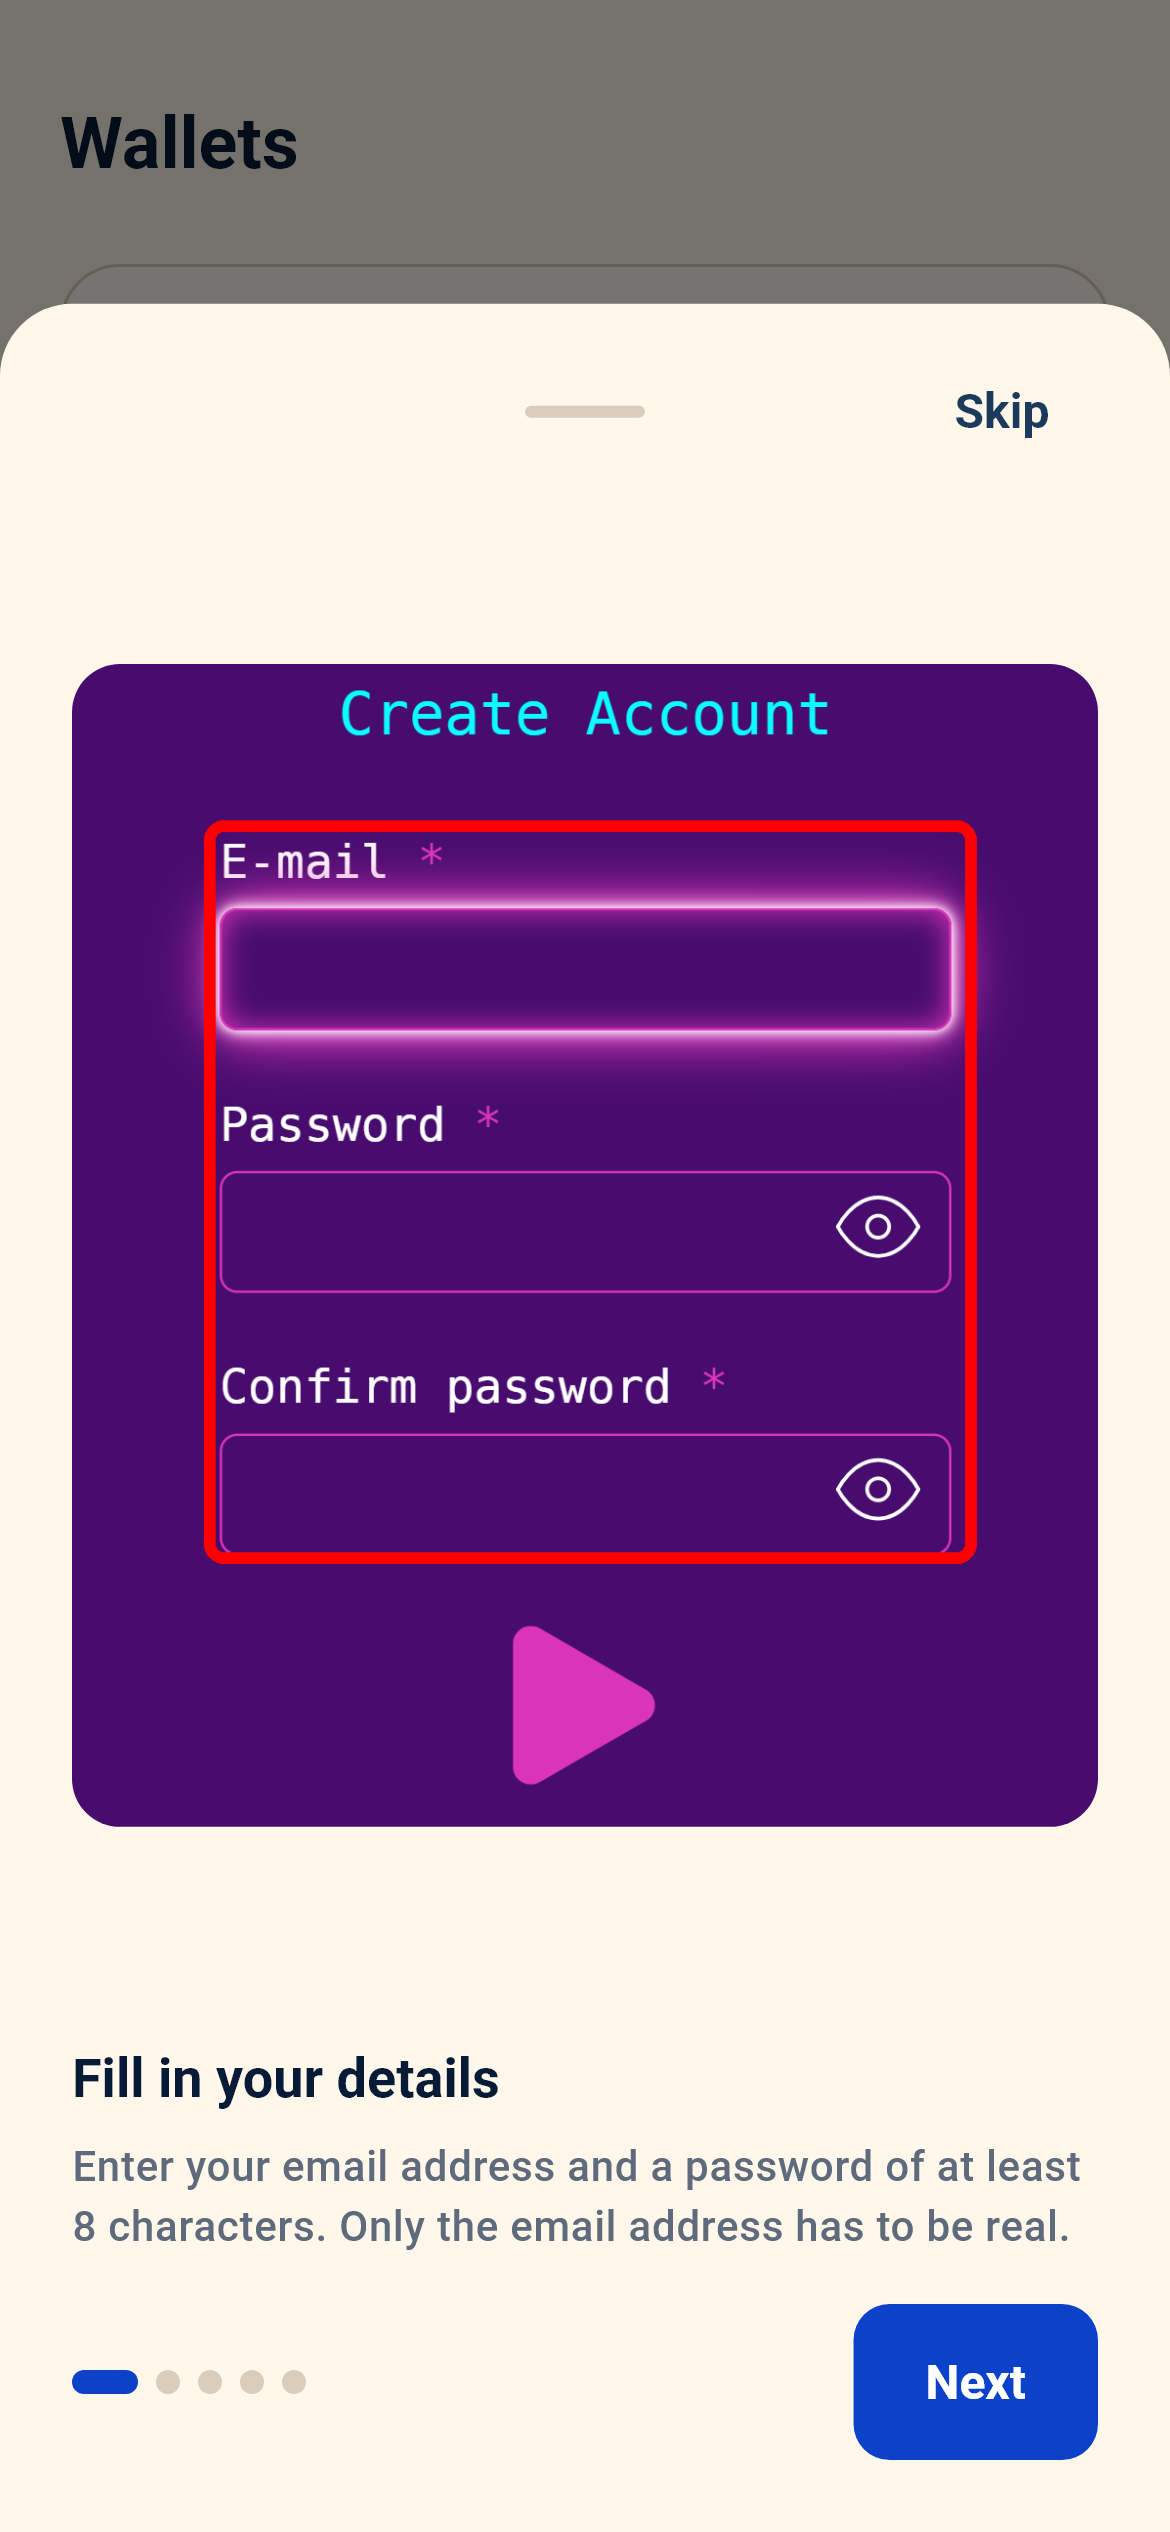 Wallets
Skip
Create Account
E-mail *
Password *
Confirm password *
Fill in your details
Enter your email address and a password of at least
8 characters. Only the email address has to be real.
Next